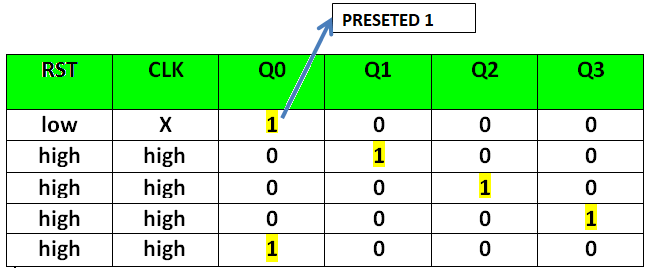 PRESETED 1
RST CLK Q0 Q1 Q2 Q3
low X 1 0 0 0
high high 0 1 0 0
high high 0 0 1 0
high high 0 0 0 1
high high 1 0 0 0